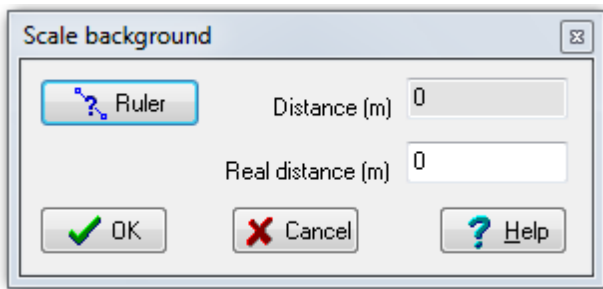 Scale background
Ruler
Distance (m) 0
Real distance (m) 0
OK Cancel Help